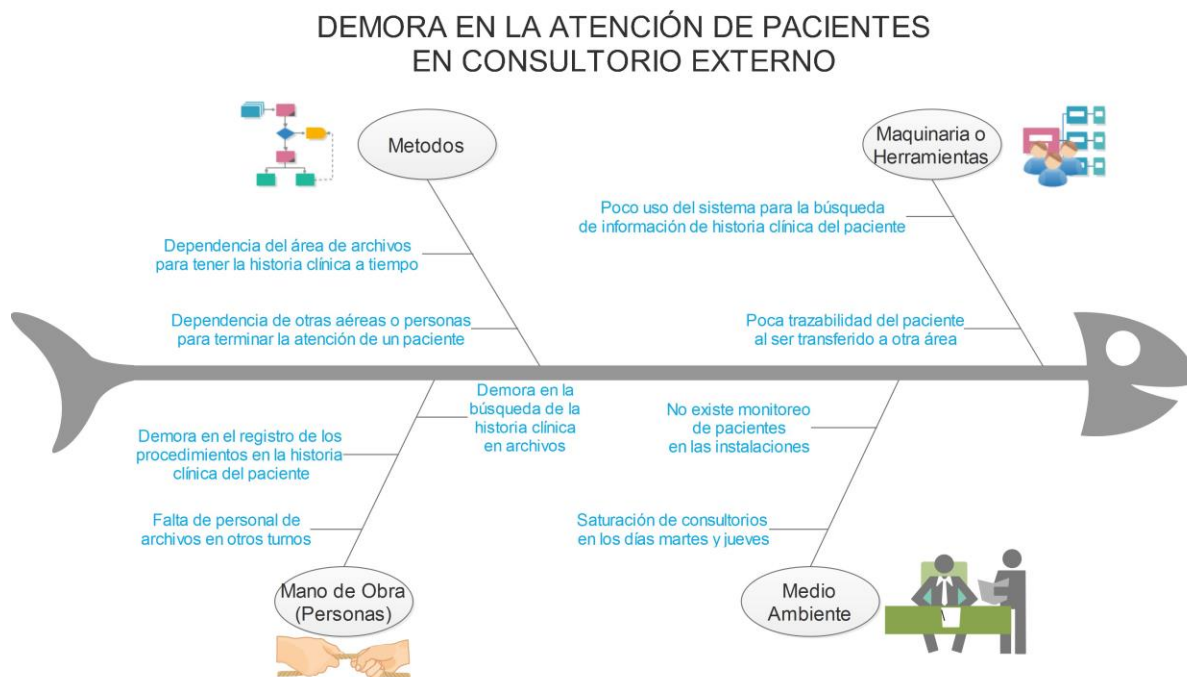 DEMORA EN LA ATENCIÓN DE PACIENTES
EN CONSULTORIO EXTERNO
Metodos
Maquinaria o
Herramientas
Dependencia del área de archivos
para tener la historia clínica a tiempo
Dependencia de otras aéreas o personas
para terminar la atención de un paciente
Poco uso del sistema para la búsqueda
de información de historia clínica del paciente
Poca trazabilidad del paciente
al ser transferido a otra área
Demora en la
búsqueda de la
historia clínica
en archivos
Demora en el registro de los
procedimientos en la historia
clínica del paciente
Falta de personal de
archivos en otros turnos
No existe monitoreo
de pacientes
en las instalaciones
Saturación de consultorios
en los días martes y jueves
Mano de Obra
(Personas)
Medio
Ambiente